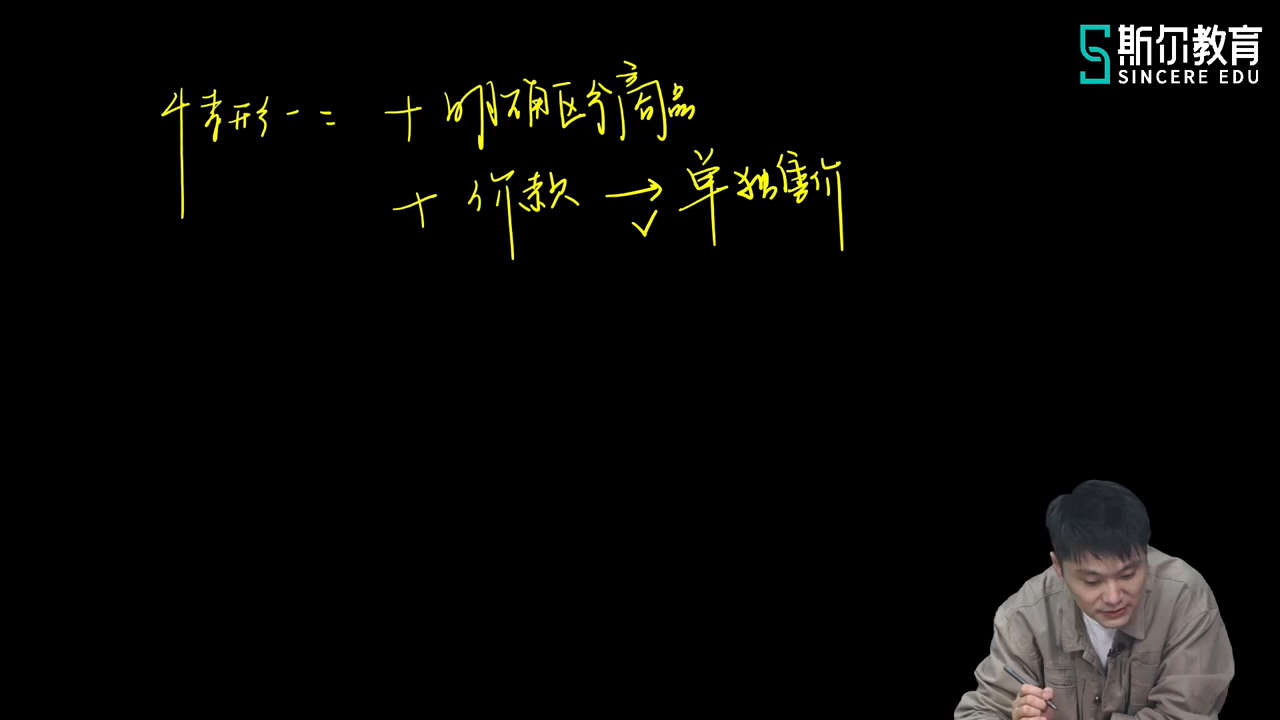 斯尔教育
SINCERE EDU
情形一: + 明确区分商品
+ 价款 → 单独售价
✓